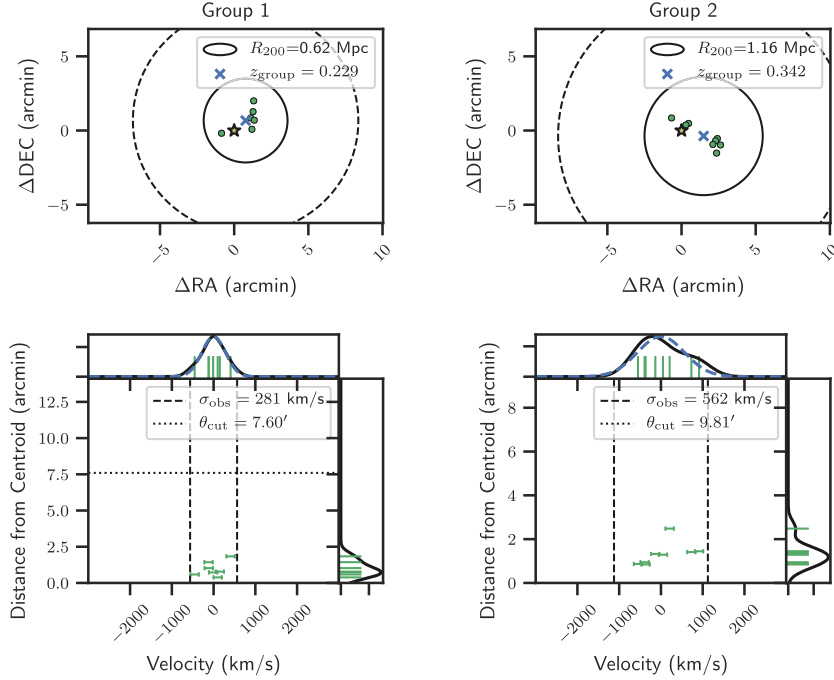 Group 1
Group 2
R200=0.62 Mpc
zgroup = 0.229
R200=1.16 Mpc
zgroup = 0.342
ΔDEC (arcmin)
5
0
−5
ΔDEC (arcmin)
5
0
−5
−5
0
5
10
−5
0
5
10
ΔRA (arcmin)
ΔRA (arcmin)
Distance from Centroid (arcmin)
12.5
10.0
7.5
5.0
2.5
0.0
σobs = 281 km/s
θcut = 7.60′
Distance from Centroid (arcmin)
8
6
4
2
0
σobs = 562 km/s
θcut = 9.81′
−2000
−1000
0
1000
2000
−2000
−1000
0
1000
2000
Velocity (km/s)
Velocity (km/s)